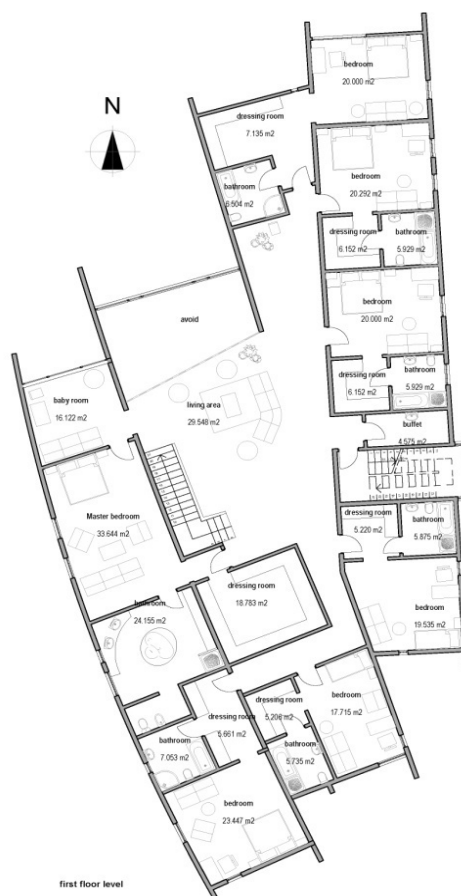 bedroom
20.000 m2
N
dressing room
7.135 m2
bedroom
20.292 m2
bathroom
6.504 m2
dressing room
6.152 m2
bathroom
5.929 m2
bedroom
20.000 m2
avoid
dressing room
6.152 m2
bathroom
5.929 m2
baby room
16.122 m2
living area
29.548 m2
buffet
4.575 m2
Master bedroom
33.644 m2
dressing room
5.220 m2
bathroom
5.875 m2
dressing room
18.783 m2
bathroom
24.155 m2
bedroom
19.535 m2
bedroom
17.715 m2
dressing room
5.206 m2
dressing room
5.661 m2
bathroom
7.053 m2
bathroom
5.735 m2
bedroom
23.447 m2
first floor level